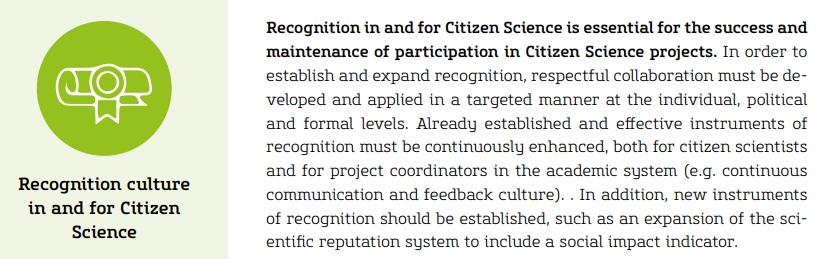 Recognition culture
in and for Citizen
Science
Recognition in and for Citizen Science is essential for the success and
maintenance of participation in Citizen Science projects. In order to
establish and expand recognition, respectful collaboration must be de-
veloped and applied in a targeted manner at the individual, political
and formal levels. Already established and effective instruments of
recognition must be continuously enhanced, both for citizen scientists
and for project coordinators in the academic system (e.g. continuous
communication and feedback culture). . In addition, new instruments
of recognition should be established, such as an expansion of the sci-
entific reputation system to include a social impact indicator.